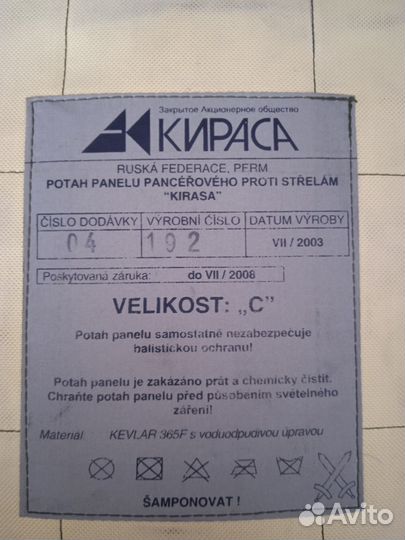 Закрытое Акционерное общество
КИРАСА
RUSKÁ FEDERACE, PERM
POTAH PANELU PANCÉŘOVÉHO PROTI STŘELÁM
"KIRASA"
ČÍSLO DODÁVKY VÝROBNÍ ČÍSLO DATUM VÝROBY
04 192 VII / 2003
Poskytovaná záruka: do VII / 2008
VELIKOST: „C"
Potah panelu samostatně nezabezpečuje
balistickou ochranu!
Potah panelu je zakázáno prát a chemicky čistit.
Chraňte potah panelu před působením světelného
záření!
Materiál KEVLAR 365F s voduodpudivou úpravou
ŠAMPONOVAT !
Avito